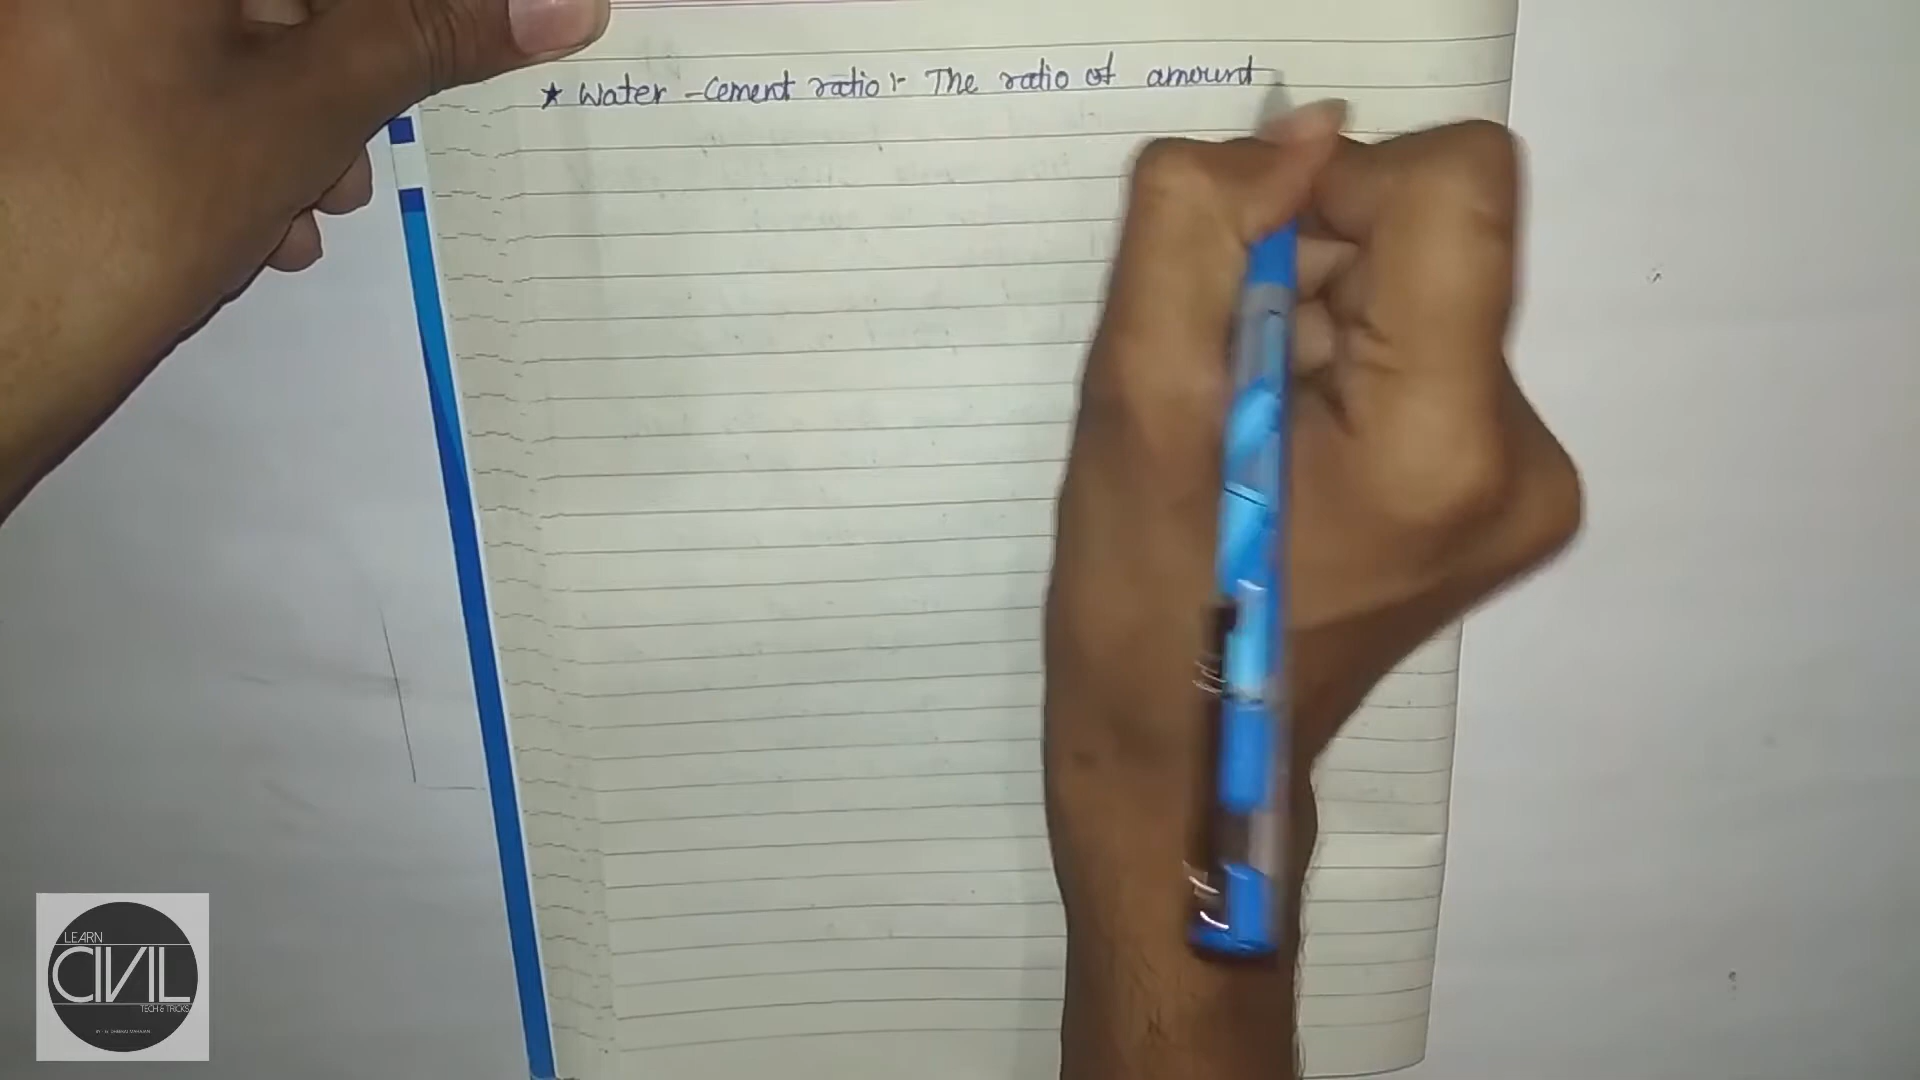 ★ Water - Cement ratio :- The ratio of amount
LEARN
CIVIL
TECH & TRICKS